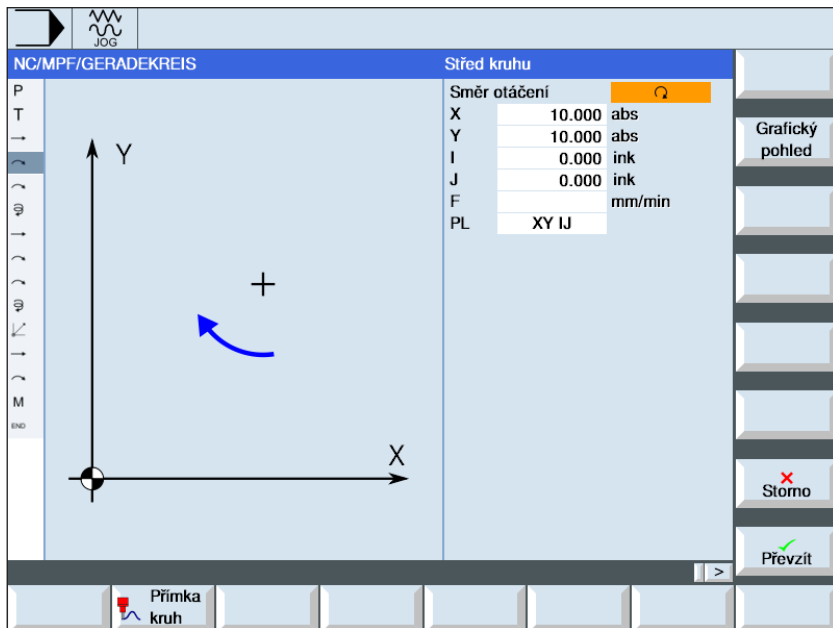 JOG
NC/MPF/GERADEKREIS
Střed kruhu
P
T
M
END
Y
X
Směr otáčení
X 10.000 abs
Y 10.000 abs
I 0.000 ink
J 0.000 ink
F mm/min
PL XY IJ
Grafický
pohled
Storno
Převzít
>
Přímka
kruh